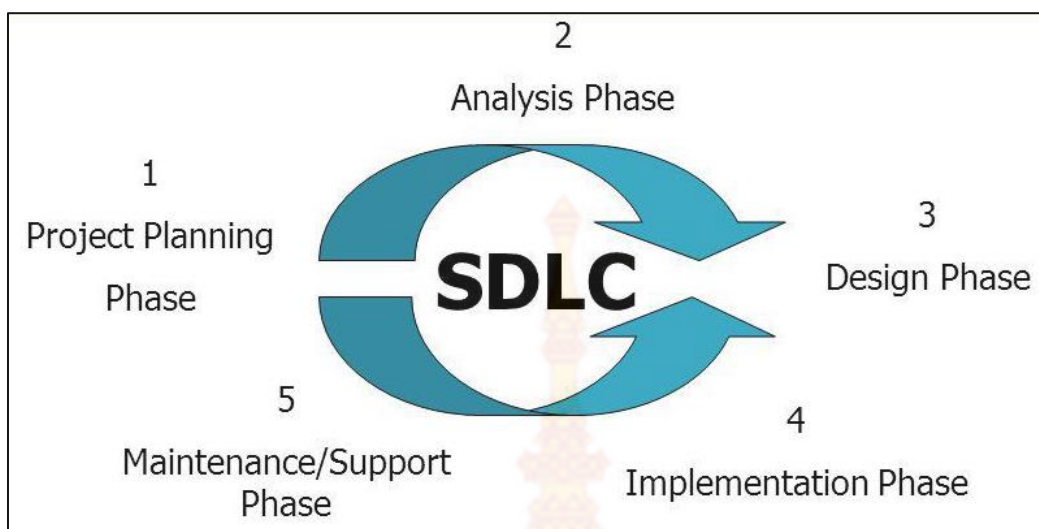 1
Project Planning
Phase
2
Analysis Phase
3
Design Phase
4
Implementation Phase
5
Maintenance/Support
Phase
SDLC